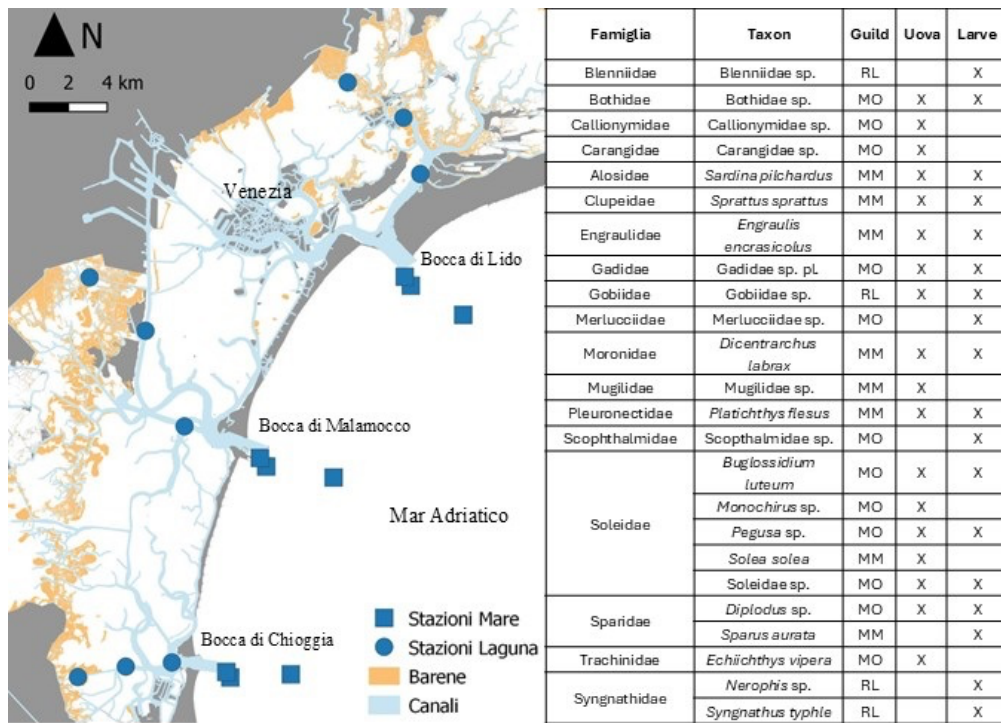 N
0 2 4 km
Venezia
Bocca di Lido
Bocca di Malamocco
Mar Adriatico
Bocca di Chioggia
Stazioni Mare
Stazioni Laguna
Barene
Canali
Famiglia Taxon Guild Uova Larve
Blenniidae Blenniidae sp. RL X
Bothidae Bothidae sp. MO X X
Callionymidae Callionymidae sp. MO X
Carangidae Carangidae sp. MO X
Alosidae Sardina pilchardus MM X X
Clupeidae Sprattus sprattus MM X X
Engraulidae Engraulis encrasicolus MM X X
Gadidae Gadidae sp. pl. MO X X
Gobiidae Gobiidae sp. RL X X
Merlucciidae Merlucciidae sp. MO X
Moronidae Dicentrarchus labrax MM X X
Mugilidae Mugilidae sp. MM X
Pleuronectidae Platichthys flesus MM X X
Scophthalmidae Scopthalmidae sp. MO X
Soleidae Buglossidium luteum MO X X
Monochirus sp. MO X
Pegusa sp. MO X X
Solea solea MM X
Soleidae sp. MO X X
Sparidae Diplodus sp. MO X X
Sparus aurata MM X
Trachinidae Echiichthys vipera MO X
Syngnathidae Nerophis sp. RL X
Syngnathus typhle RL X